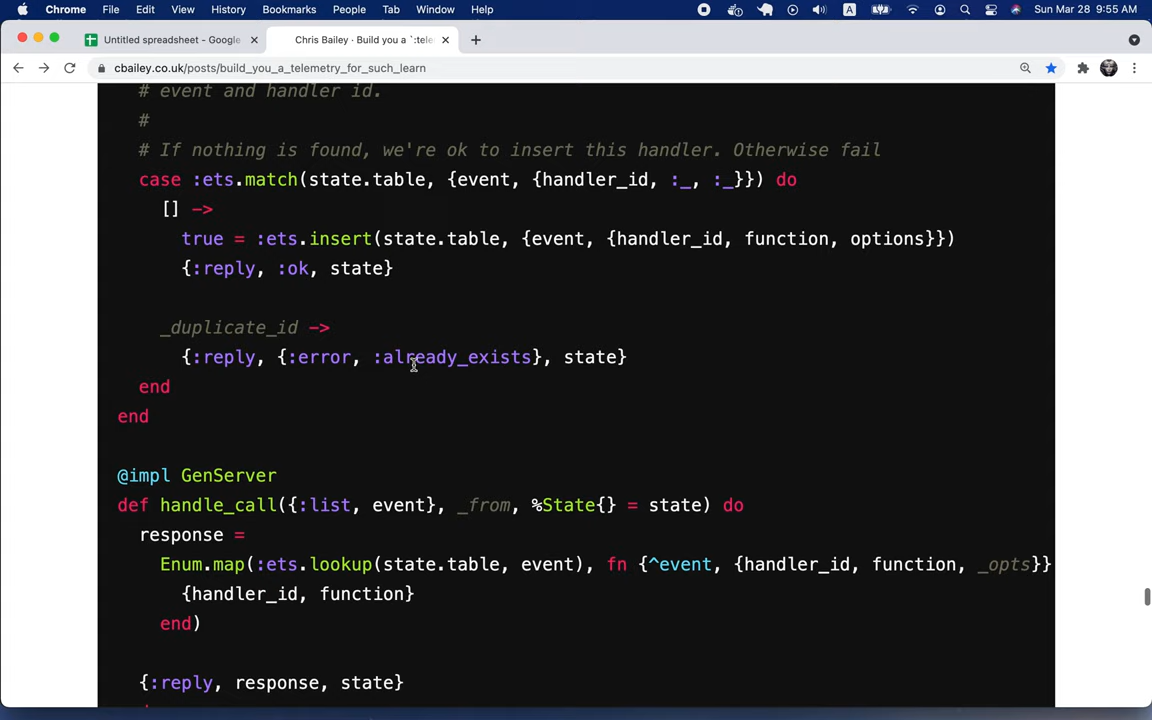 Chrome File Edit View History Bookmarks People Tab Window Help A Sun Mar 28 9:55 AM
Untitled spreadsheet - Google Chris Bailey · Build you a `:tele
cbailey.co.uk/posts/build_you_a_telemetry_for_such_learn
# event and handler id.
#
# If nothing is found, we're ok to insert this handler. Otherwise fail
case :ets.match(state.table, {event, {handler_id, :_, :_}}) do
[] ->
true = :ets.insert(state.table, {event, {handler_id, function, options}})
{:reply, :ok, state}
_duplicate_id ->
{:reply, {:error, :already_exists}, state}
end
end
@impl GenServer
def handle_call({:list, event}, _from, %State{} = state) do
response =
Enum.map(:ets.lookup(state.table, event), fn {^event, {handler_id, function, _opts}}
{handler_id, function}
end)
{:reply, response, state}